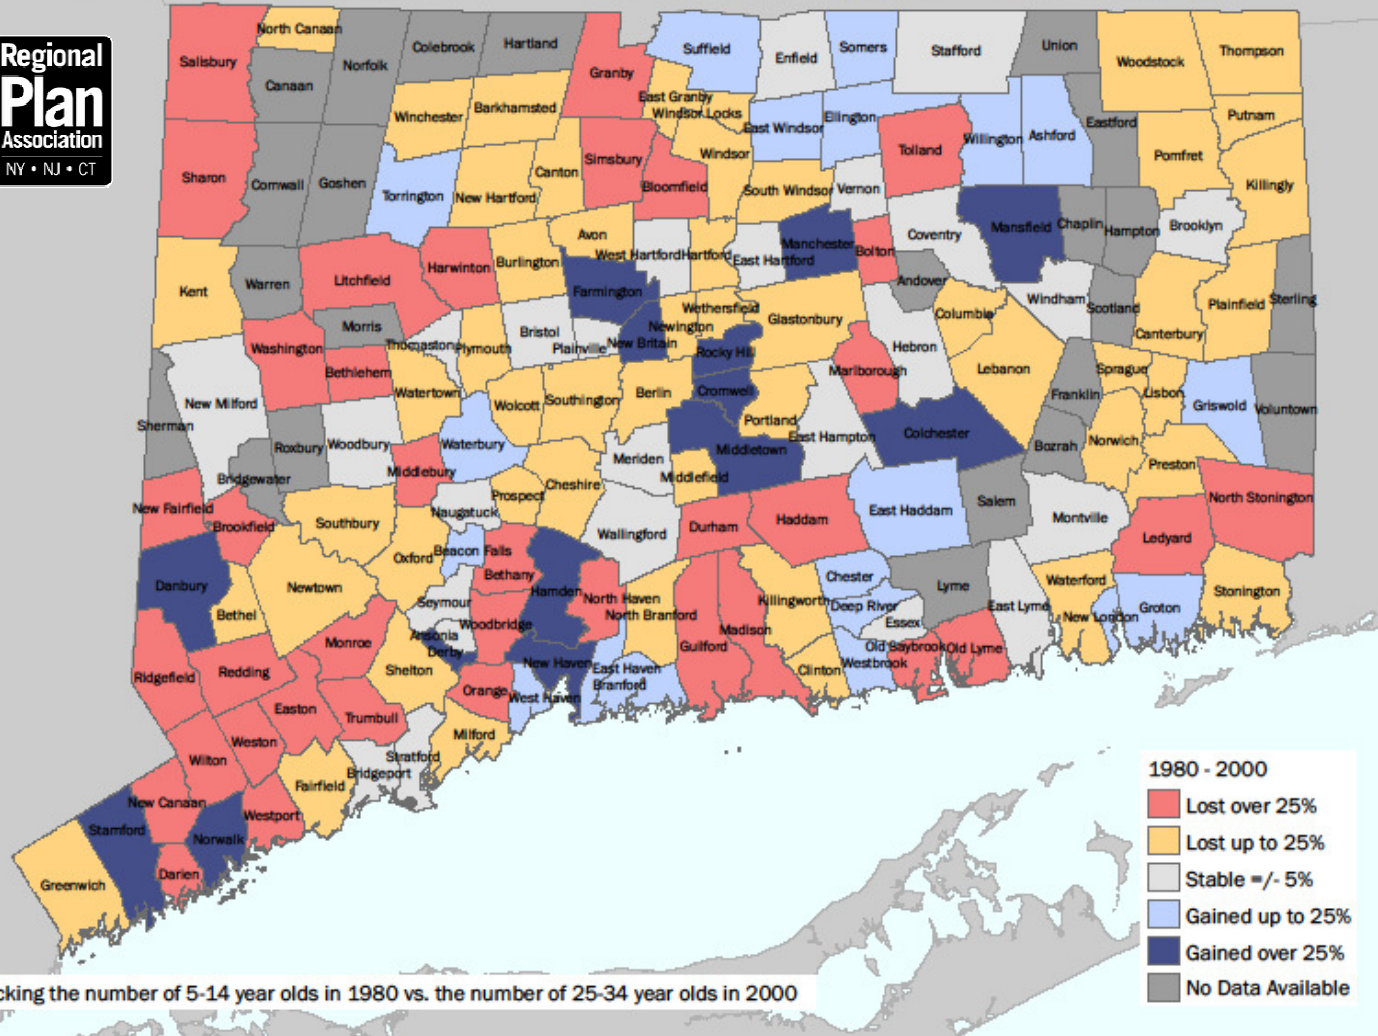 Regional
Plan
Association
NY • NJ • CT
North Canaan
Salisbury
Canaan
Norfolk
Colebrook
Hartland
Granby
Suffield
Enfield
Somers
Stafford
Union
Woodstock
Thompson
Winchester
Barkhamsted
East Granby
Windsor Locks
East Windsor
Ellington
Tolland
Willington
Ashford
Eastford
Putnam
Pomfret
Killingly
Sharon
Cornwall
Goshen
Torrington
New Hartford
Canton
Simsbury
Bloomfield
Windsor
South Windsor
Vernon
Coventry
Mansfield
Chaplin
Hampton
Brooklyn
Kent
Warren
Litchfield
Harwinton
Burlington
Avon
West Hartford
Hartford
East Hartford
Manchester
Bolton
Andover
Columbia
Windham
Scotland
Canterbury
Plainfield
Sterling
Farmington
Wethersfield
Newington
New Britain
Glastonbury
Rocky Hill
Hebron
Lebanon
Morris
Washington
Bethlehem
Thomaston
Plymouth
Bristol
Plainville
Marlborough
Franklin
Sprague
Lisbon
Griswold
Voluntown
New Milford
Sherman
Watertown
Wolcott
Southington
Berlin
Cromwell
Portland
East Hampton
Colchester
Bozrah
Norwich
Preston
Roxbury
Woodbury
Waterbury
Middlebury
Bridgewater
Meriden
Middletown
Middlefield
Cheshire
Prospect
Naugatuck
New Fairfield
Brookfield
Southbury
Oxford
Beacon Falls
Wallingford
Durham
Haddam
East Haddam
Salem
Montville
Ledyard
North Stonington
Danbury
Bethel
Newtown
Seymour
Bethany
Hamden
North Haven
North Branford
Woodbridge
Ansonia
Derby
Killingworth
Chester
Deep River
Essex
Lyme
East Lyme
Waterford
New London
Groton
Stonington
Guilford
Madison
Clinton
Westbrook
Old Saybrook
Old Lyme
Ridgefield
Redding
Monroe
Shelton
Orange
New Haven
West Haven
East Haven
Branford
Easton
Trumbull
Weston
Wilton
Milford
Stratford
Bridgeport
Fairfield
New Canaan
Westport
Stamford
Norwalk
Darien
Greenwich
1980 - 2000
Lost over 25%
Lost up to 25%
Stable =/- 5%
Gained up to 25%
Gained over 25%
No Data Available
cking the number of 5-14 year olds in 1980 vs. the number of 25-34 year olds in 2000